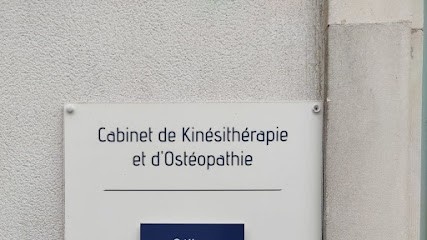 Cabinet de Kinésithérapie
et d'Ostéopathie